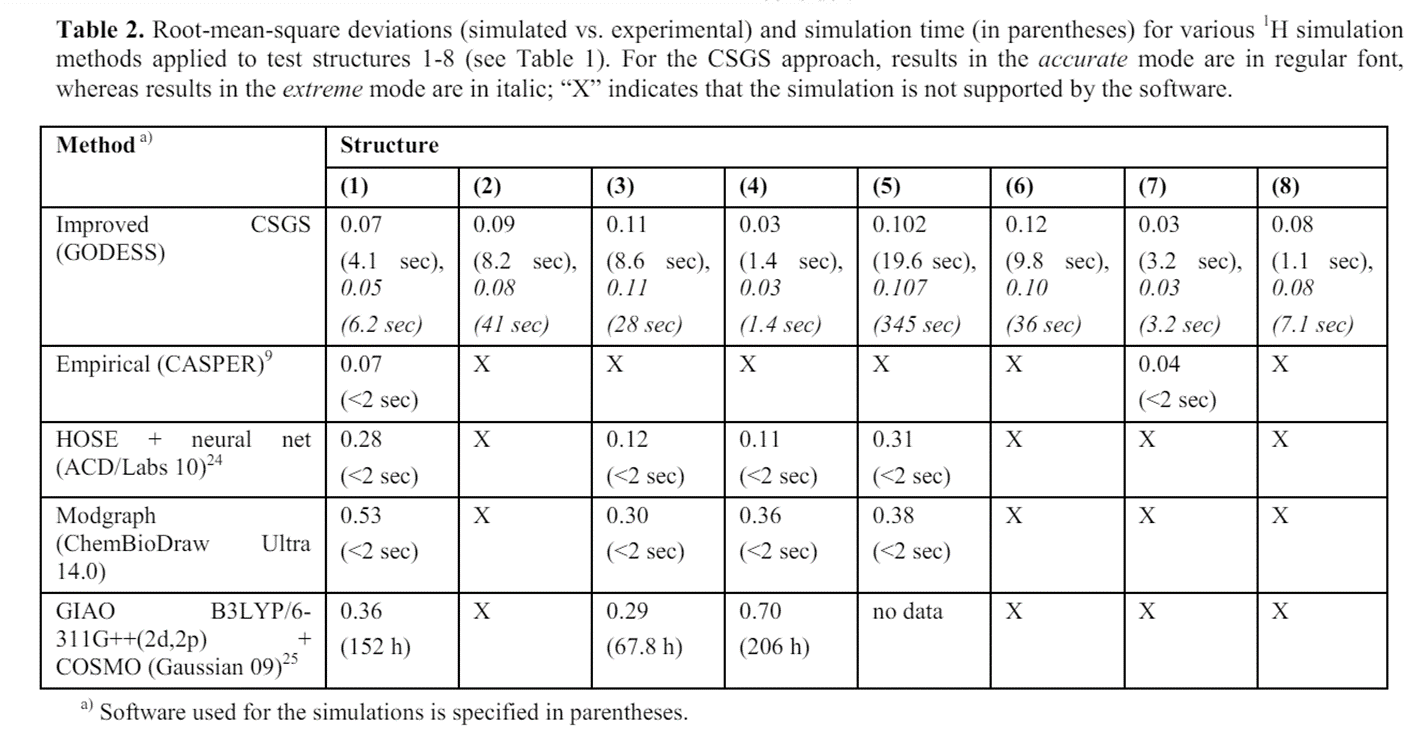 Table 2. Root-mean-square deviations (simulated vs. experimental) and simulation time (in parentheses) for various ¹H simulation
methods applied to test structures 1-8 (see Table 1). For the CSGS approach, results in the accurate mode are in regular font,
whereas results in the extreme mode are in italic; “X” indicates that the simulation is not supported by the software.
Method a) Structure
(1) (2) (3) (4) (5) (6) (7) (8)
Improved CSGS 0.07 0.09 0.11 0.03 0.102 0.12 0.03 0.08
(GODESS) (4.1 sec), (8.2 sec), (8.6 sec), (1.4 sec), (19.6 sec), (9.8 sec), (3.2 sec), (1.1 sec),
0.05 0.08 0.11 0.03 0.107 0.10 0.03 0.08
(6.2 sec) (41 sec) (28 sec) (1.4 sec) (345 sec) (36 sec) (3.2 sec) (7.1 sec)
Empirical (CASPER)⁹ 0.07 X X X X X 0.04 X
(<2 sec) (<2 sec)
HOSE + neural net 0.28 X 0.12 0.11 0.31 X X X
(ACD/Labs 10)²⁴ (<2 sec) (<2 sec) (<2 sec) (<2 sec)
Modgraph 0.53 X 0.30 0.36 0.38 X X X
(ChemBioDraw Ultra (<2 sec) (<2 sec) (<2 sec) (<2 sec)
14.0)
GIAO B3LYP/6- 0.36 X 0.29 0.70 no data X X X
311G++(2d,2p) + (152 h) (67.8 h) (206 h)
COSMO (Gaussian 09)²⁵
a) Software used for the simulations is specified in parentheses.